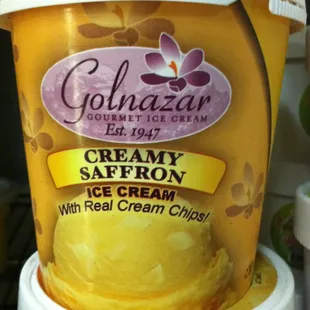 Golnazar
GOURMET ICE CREAM
Est. 1947
CREAMY
SAFFRON
ICE CREAM
With Real Cream Chips!